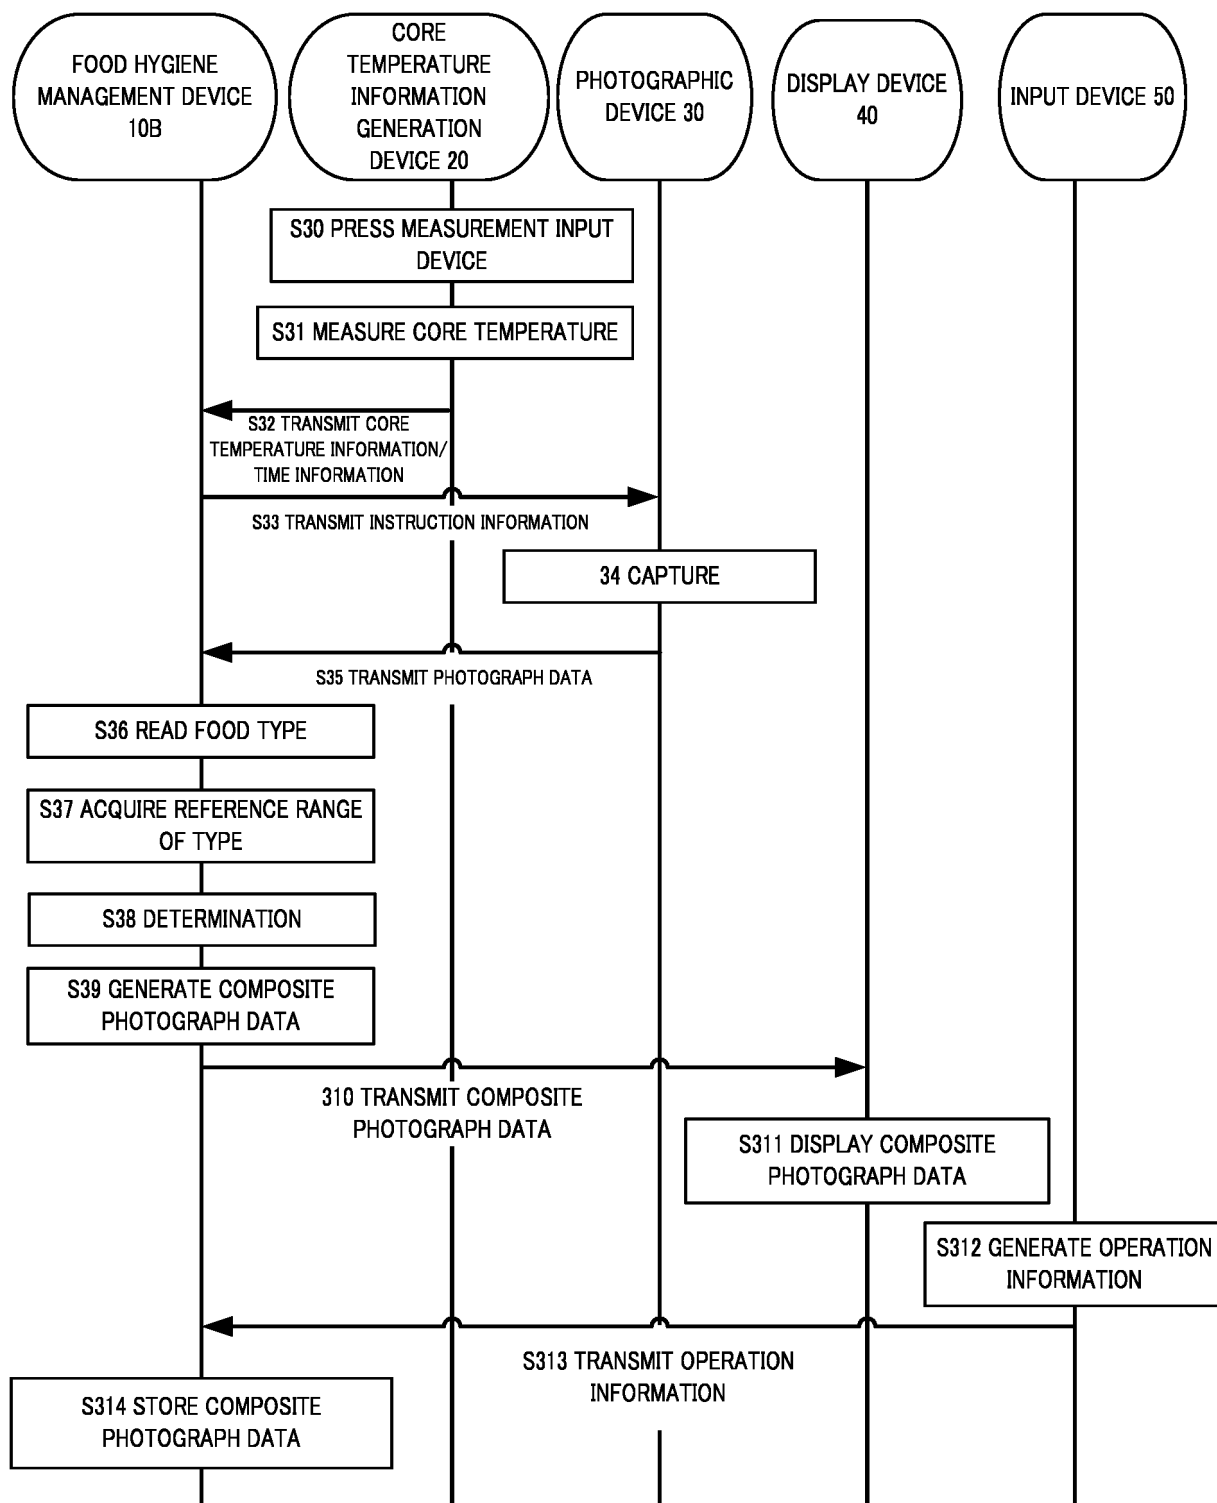 FOOD HYGIENE
MANAGEMENT DEVICE
10B
CORE
TEMPERATURE
INFORMATION
GENERATION
DEVICE 20
PHOTOGRAPHIC
DEVICE 30
DISPLAY DEVICE
40
INPUT DEVICE 50
S30 PRESS MEASUREMENT INPUT
DEVICE
S31 MEASURE CORE TEMPERATURE
S32 TRANSMIT CORE
TEMPERATURE INFORMATION/
TIME INFORMATION
S33 TRANSMIT INSTRUCTION INFORMATION
34 CAPTURE
S35 TRANSMIT PHOTOGRAPH DATA
S36 READ FOOD TYPE
S37 ACQUIRE REFERENCE RANGE
OF TYPE
S38 DETERMINATION
S39 GENERATE COMPOSITE
PHOTOGRAPH DATA
310 TRANSMIT COMPOSITE
PHOTOGRAPH DATA
S311 DISPLAY COMPOSITE
PHOTOGRAPH DATA
S312 GENERATE OPERATION
INFORMATION
S313 TRANSMIT OPERATION
INFORMATION
S314 STORE COMPOSITE
PHOTOGRAPH DATA